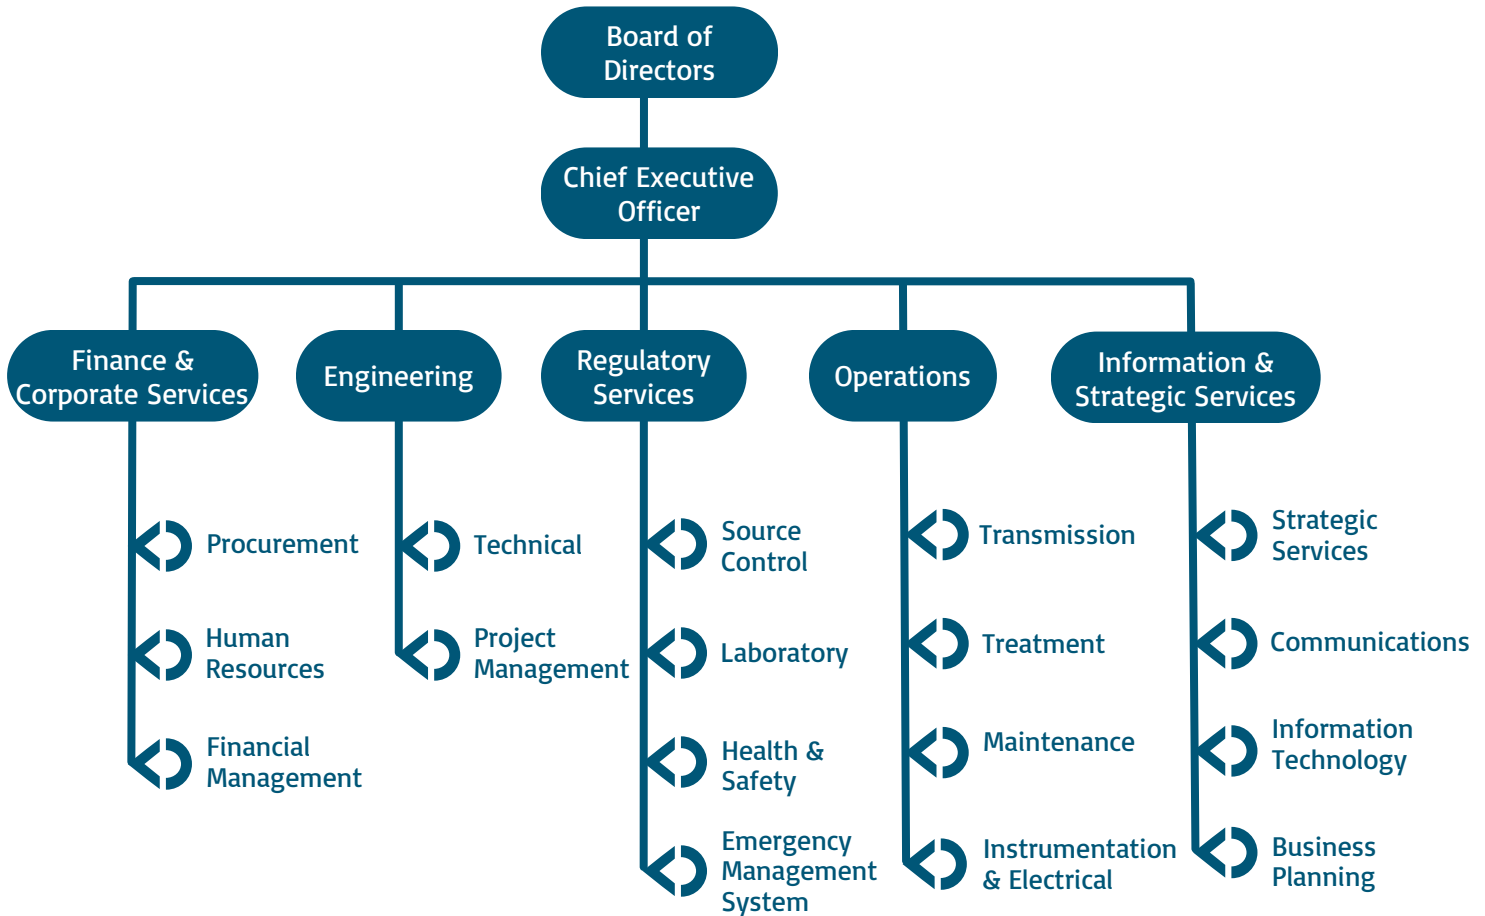 Board of
Directors
Chief Executive
Officer
Finance &
Corporate Services
Engineering
Regulatory
Services
Operations
Information &
Strategic Services
Procurement
Human
Resources
Financial
Management
Technical
Project
Management
Source
Control
Laboratory
Health &
Safety
Emergency
Management
System
Transmission
Treatment
Maintenance
Instrumentation
& Electrical
Strategic
Services
Communications
Information
Technology
Business
Planning